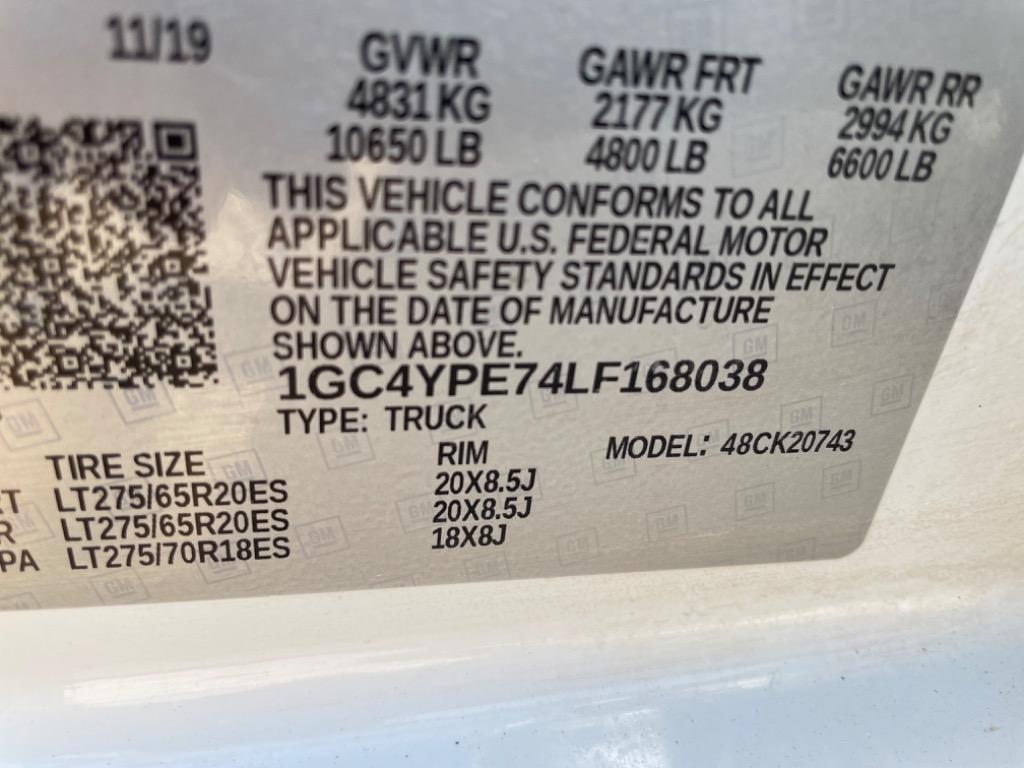 11/19 GVWR GAWR FRT GAWR RR
4831 KG 2177 KG 2994 KG
10650 LB 4800 LB 6600 LB
THIS VEHICLE CONFORMS TO ALL
APPLICABLE U.S. FEDERAL MOTOR
VEHICLE SAFETY STANDARDS IN EFFECT
ON THE DATE OF MANUFACTURE
SHOWN ABOVE.
1GC4YPE74LF168038
TYPE: TRUCK
TIRE SIZE RIM MODEL: 48CK20743
RT LT275/65R20ES 20X8.5J
R LT275/65R20ES 20X8.5J
PA LT275/70R18ES 18X8J